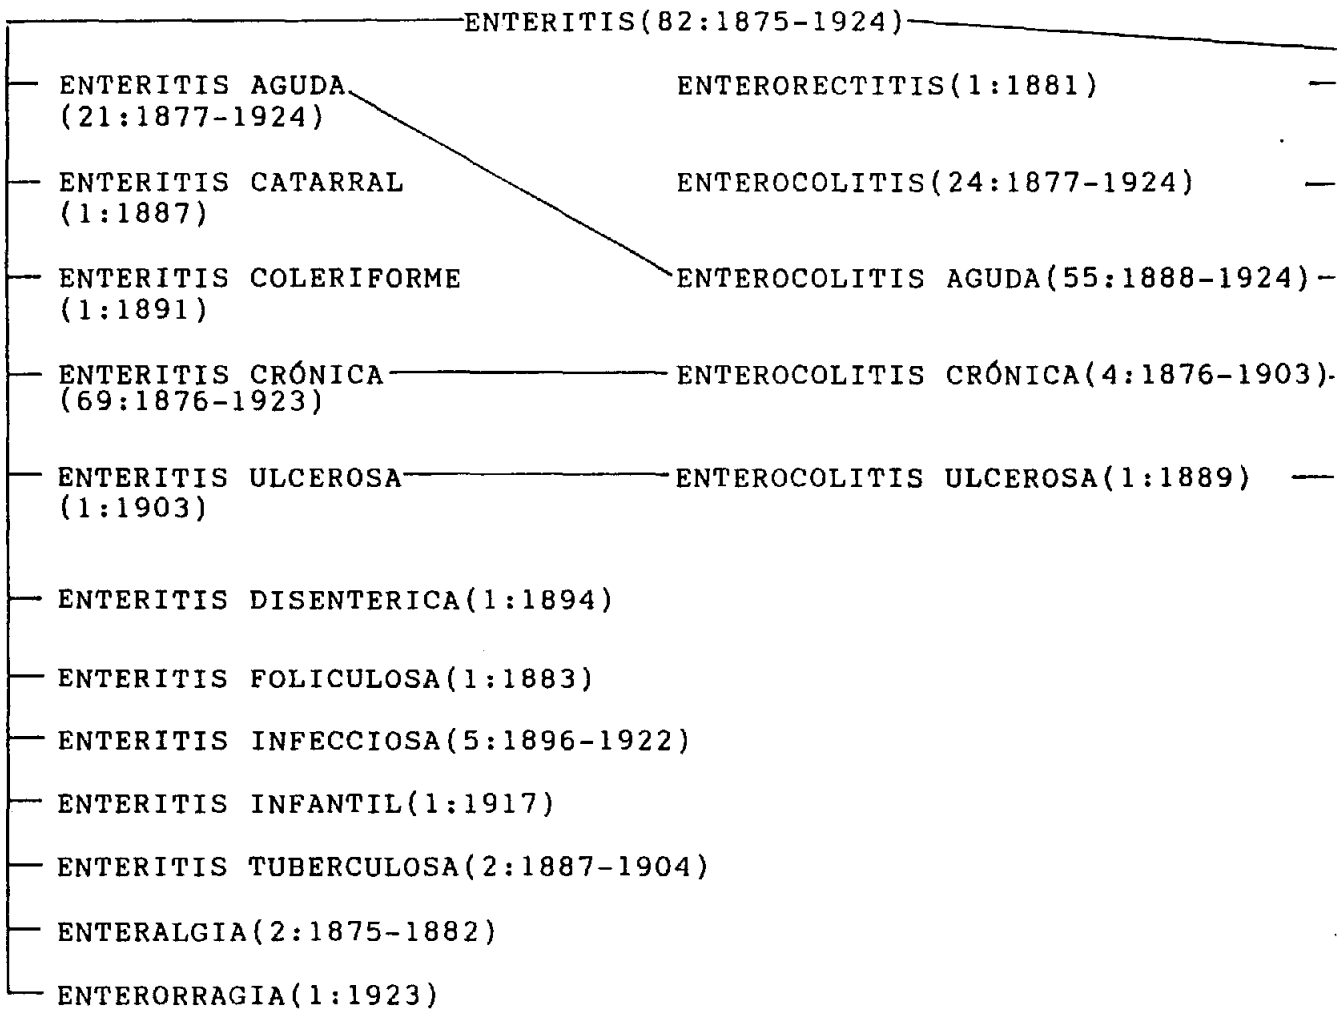 ENTERITIS(82:1875-1924)
ENTERITIS AGUDA
(21:1877-1924)
ENTERORECTITIS(1:1881)
ENTERITIS CATARRAL
(1:1887)
ENTEROCOLITIS(24:1877-1924)
ENTERITIS COLERIFORME
(1:1891)
ENTEROCOLITIS AGUDA(55:1888-1924)
ENTERITIS CRÓNICA
(69:1876-1923)
ENTEROCOLITIS CRÓNICA(4:1876-1903)
ENTERITIS ULCEROSA
(1:1903)
ENTEROCOLITIS ULCEROSA(1:1889)
ENTERITIS DISENTERICA(1:1894)
ENTERITIS FOLICULOSA(1:1883)
ENTERITIS INFECCIOSA(5:1896-1922)
ENTERITIS INFANTIL(1:1917)
ENTERITIS TUBERCULOSA(2:1887-1904)
ENTERALGIA(2:1875-1882)
ENTERORRAGIA(1:1923)